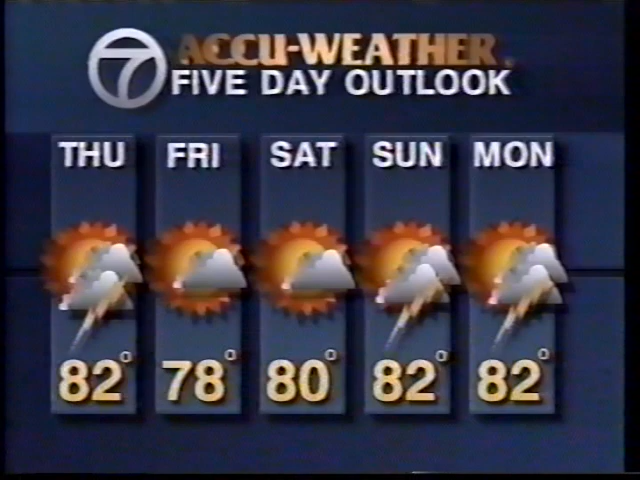 7 ACCU-WEATHER.
FIVE DAY OUTLOOK
THU FRI SAT SUN MON
82° 78° 80° 82° 82°